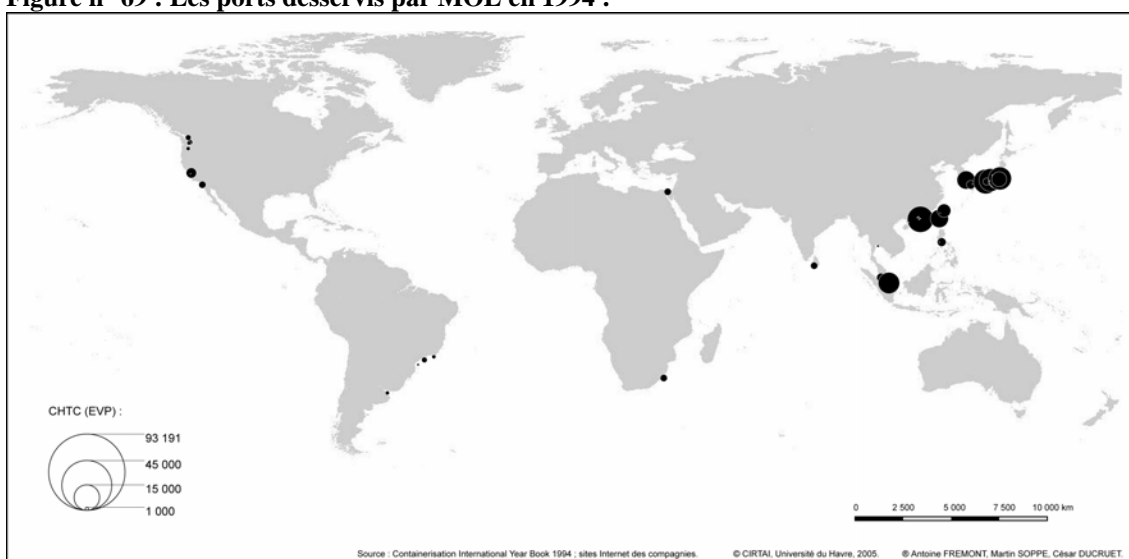 Figure n° 69 : Les ports desservis par MOL en 1994 :
CHTC (EVP) :
93 191
45 000
15 000
1 000
0 2 500 5 000 7 500 10 000 km
Source : Containerisation International Year Book 1994 ; sites Internet des compagnies. © CIRTAI, Université du Havre, 2005. ® Antoine FREMONT, Martin SOPPE, César DUCRUET.